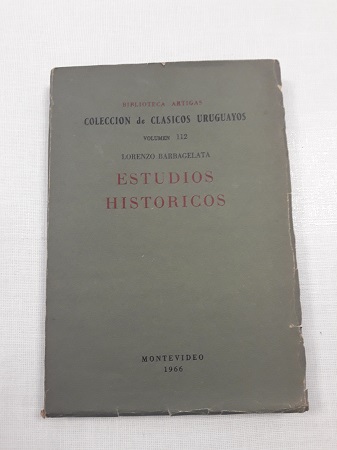 BIBLIOTECA ARTIGAS
COLECCION de CLASICOS URUGUAYOS
VOLUMEN 112
LORENZO BARBAGELATA
ESTUDIOS
HISTORICOS
MONTEVIDEO
1966